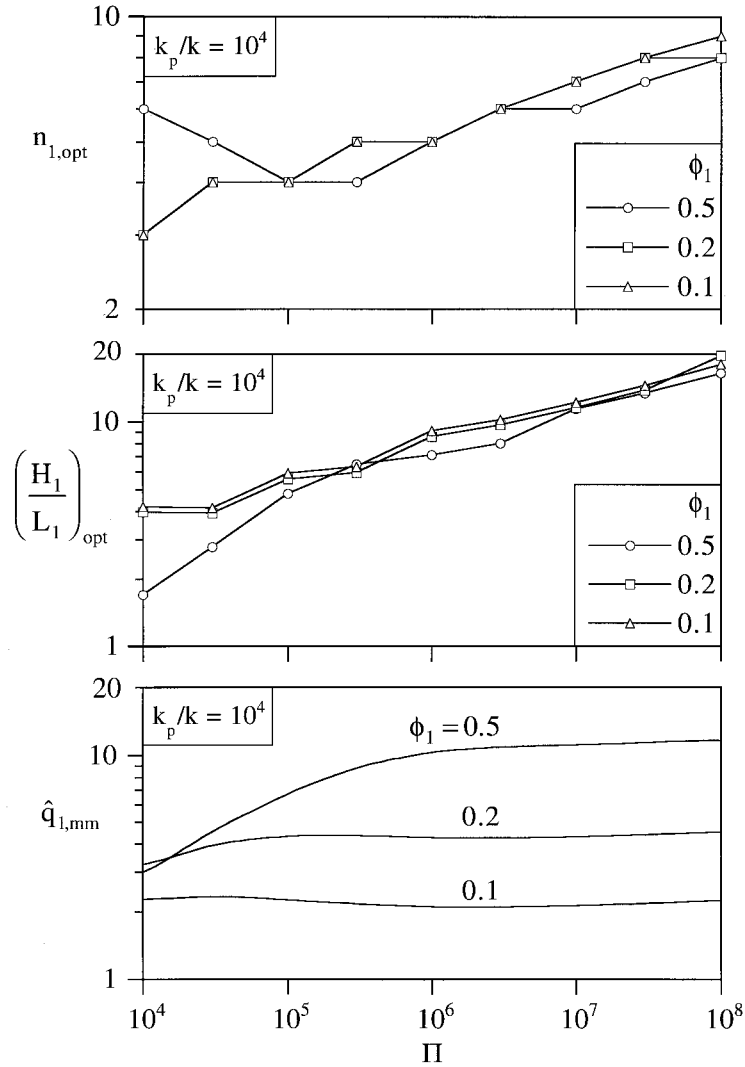 10
k_p/k = 10^4
n_1,opt
ϕ_1
0.5
0.2
0.1
2
20
k_p/k = 10^4
10
(H_1/L_1)_opt
ϕ_1
0.5
0.2
0.1
1
20
k_p/k = 10^4
ϕ_1 = 0.5
10
q̂_1,mm
0.2
0.1
1
10^4 10^5 10^6 10^7 10^8
Π